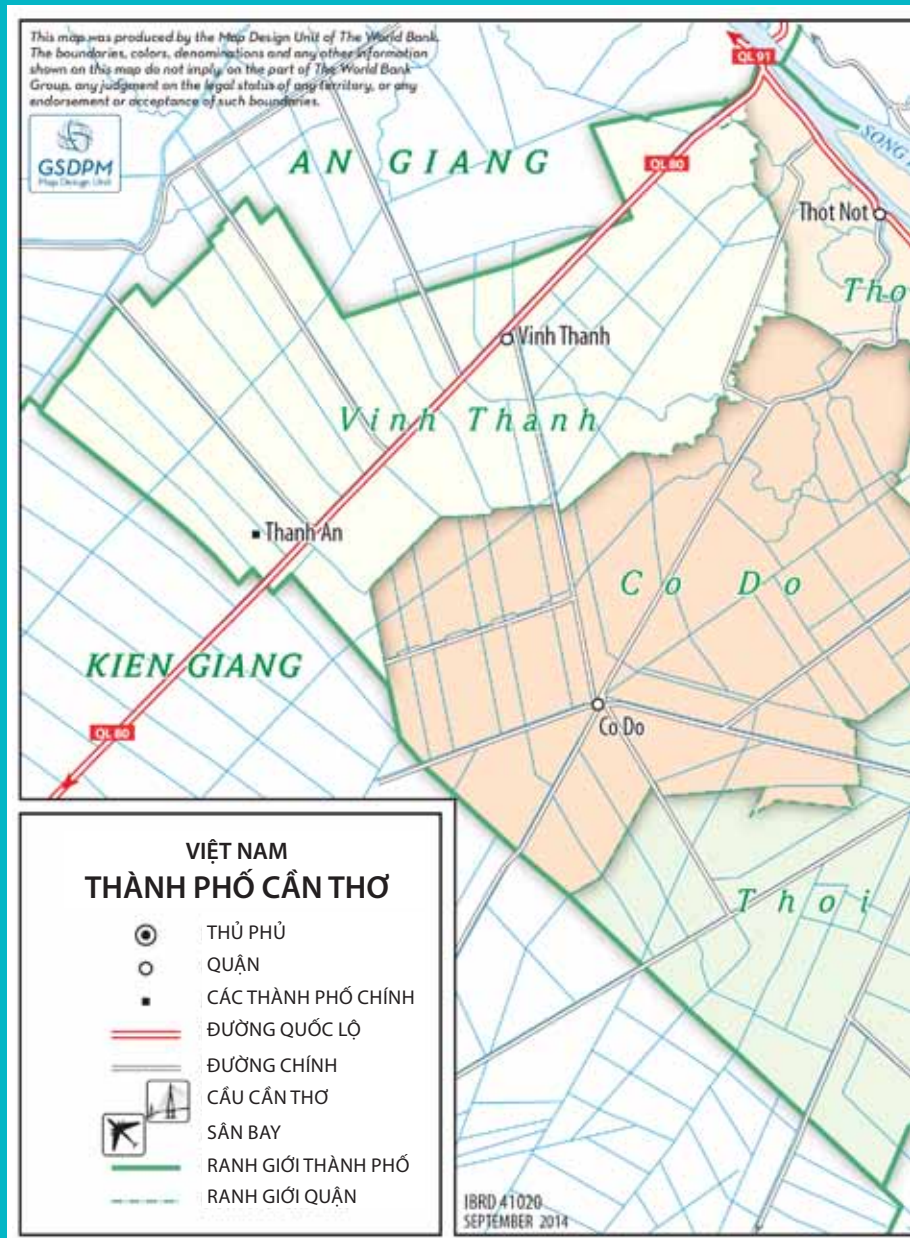 This map was produced by the Map Design Unit of The World Bank.
The boundaries, colors, denominations and any other information
shown on this map do not imply, on the part of The World Bank
Group, any judgment on the legal status of any territory, or any
endorsement or acceptance of such boundaries.
GSDPM
Map Design Unit
QL 91
AN GIANG
QL 80
SONG
Thot Not
Tho
Vinh Thanh
Vinh Thanh
Thanh An
Co Do
KIEN GIANG
QL 80
Co Do
Thoi
VIỆT NAM
THÀNH PHỐ CẦN THƠ
THỦ PHỦ
QUẬN
CÁC THÀNH PHỐ CHÍNH
ĐƯỜNG QUỐC LỘ
ĐƯỜNG CHÍNH
CẦU CẦN THƠ
SÂN BAY
RANH GIỚI THÀNH PHỐ
RANH GIỚI QUẬN
IBRD 41020
SEPTEMBER 2014